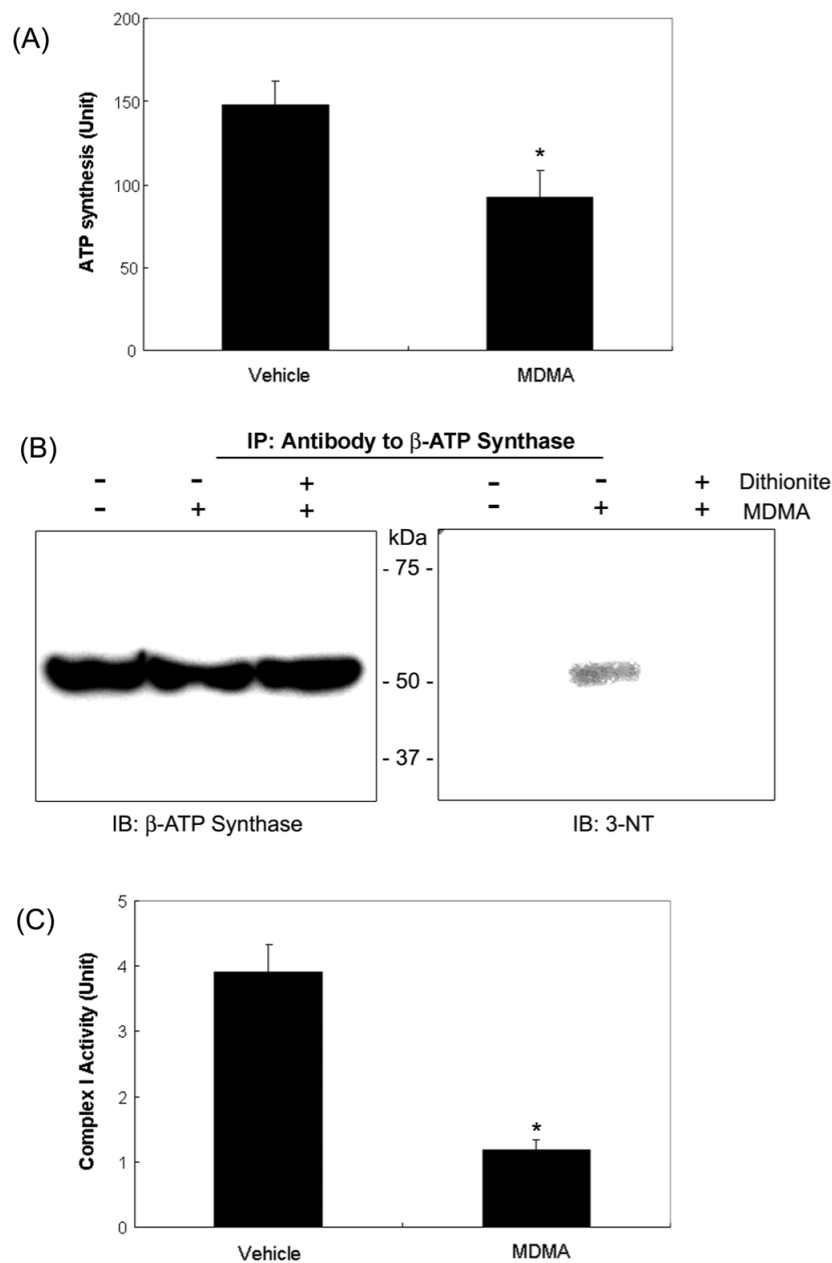 (A)
200
150
100
50
0
ATP synthesis (Unit)
*
Vehicle MDMA
(B)
IP: Antibody to β-ATP Synthase
- - + - - + Dithionite
- + + - + + MDMA
kDa
- 75 -
- 50 -
- 37 -
IB: β-ATP Synthase IB: 3-NT
(C)
5
4
3
2
1
0
Complex I Activity (Unit)
*
Vehicle MDMA